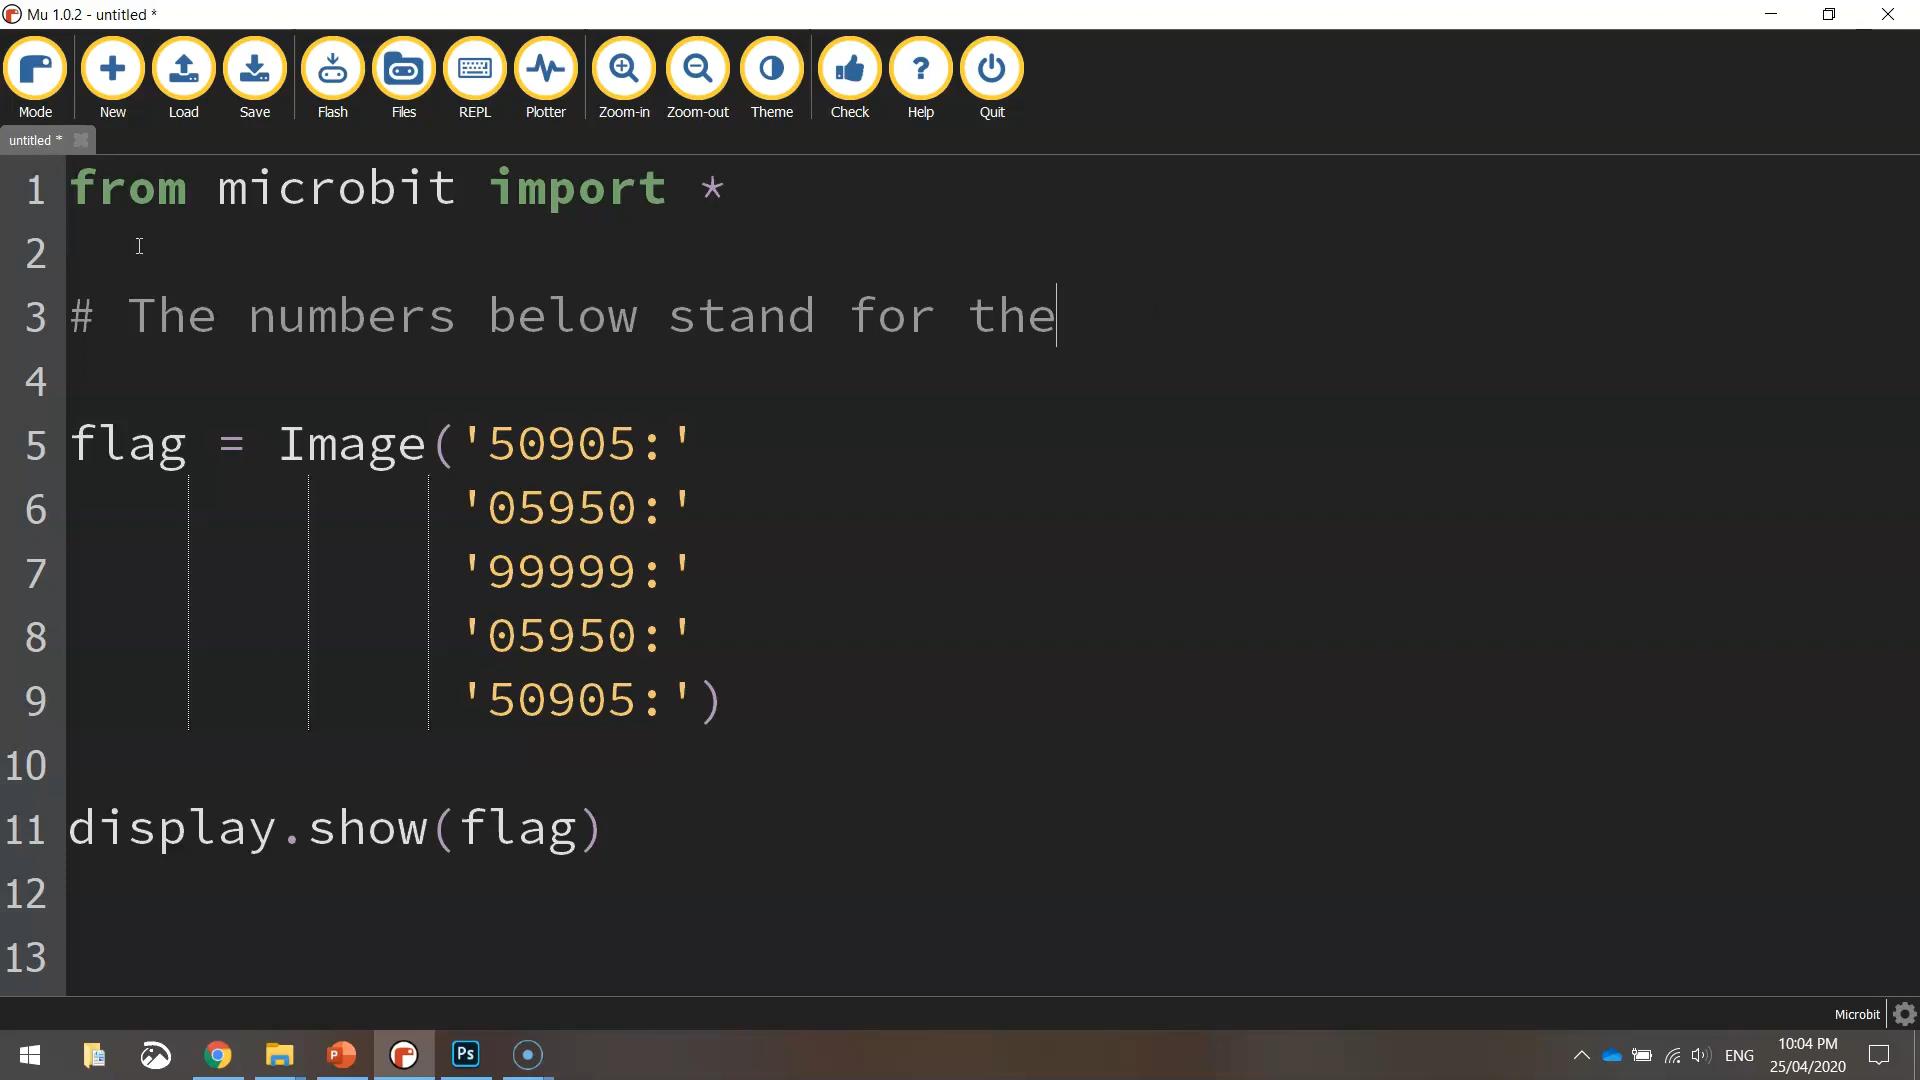 Mu 1.0.2 - untitled *
Mode New Load Save Flash Files REPL Plotter Zoom-in Zoom-out Theme Check Help Quit
untitled *
1 from microbit import *
2
3 # The numbers below stand for the
4
5 flag = Image('50905:'
6 '05950:'
7 '99999:'
8 '05950:'
9 '50905:')
10
11 display.show(flag)
12
13
Microbit
ENG
10:04 PM
25/04/2020